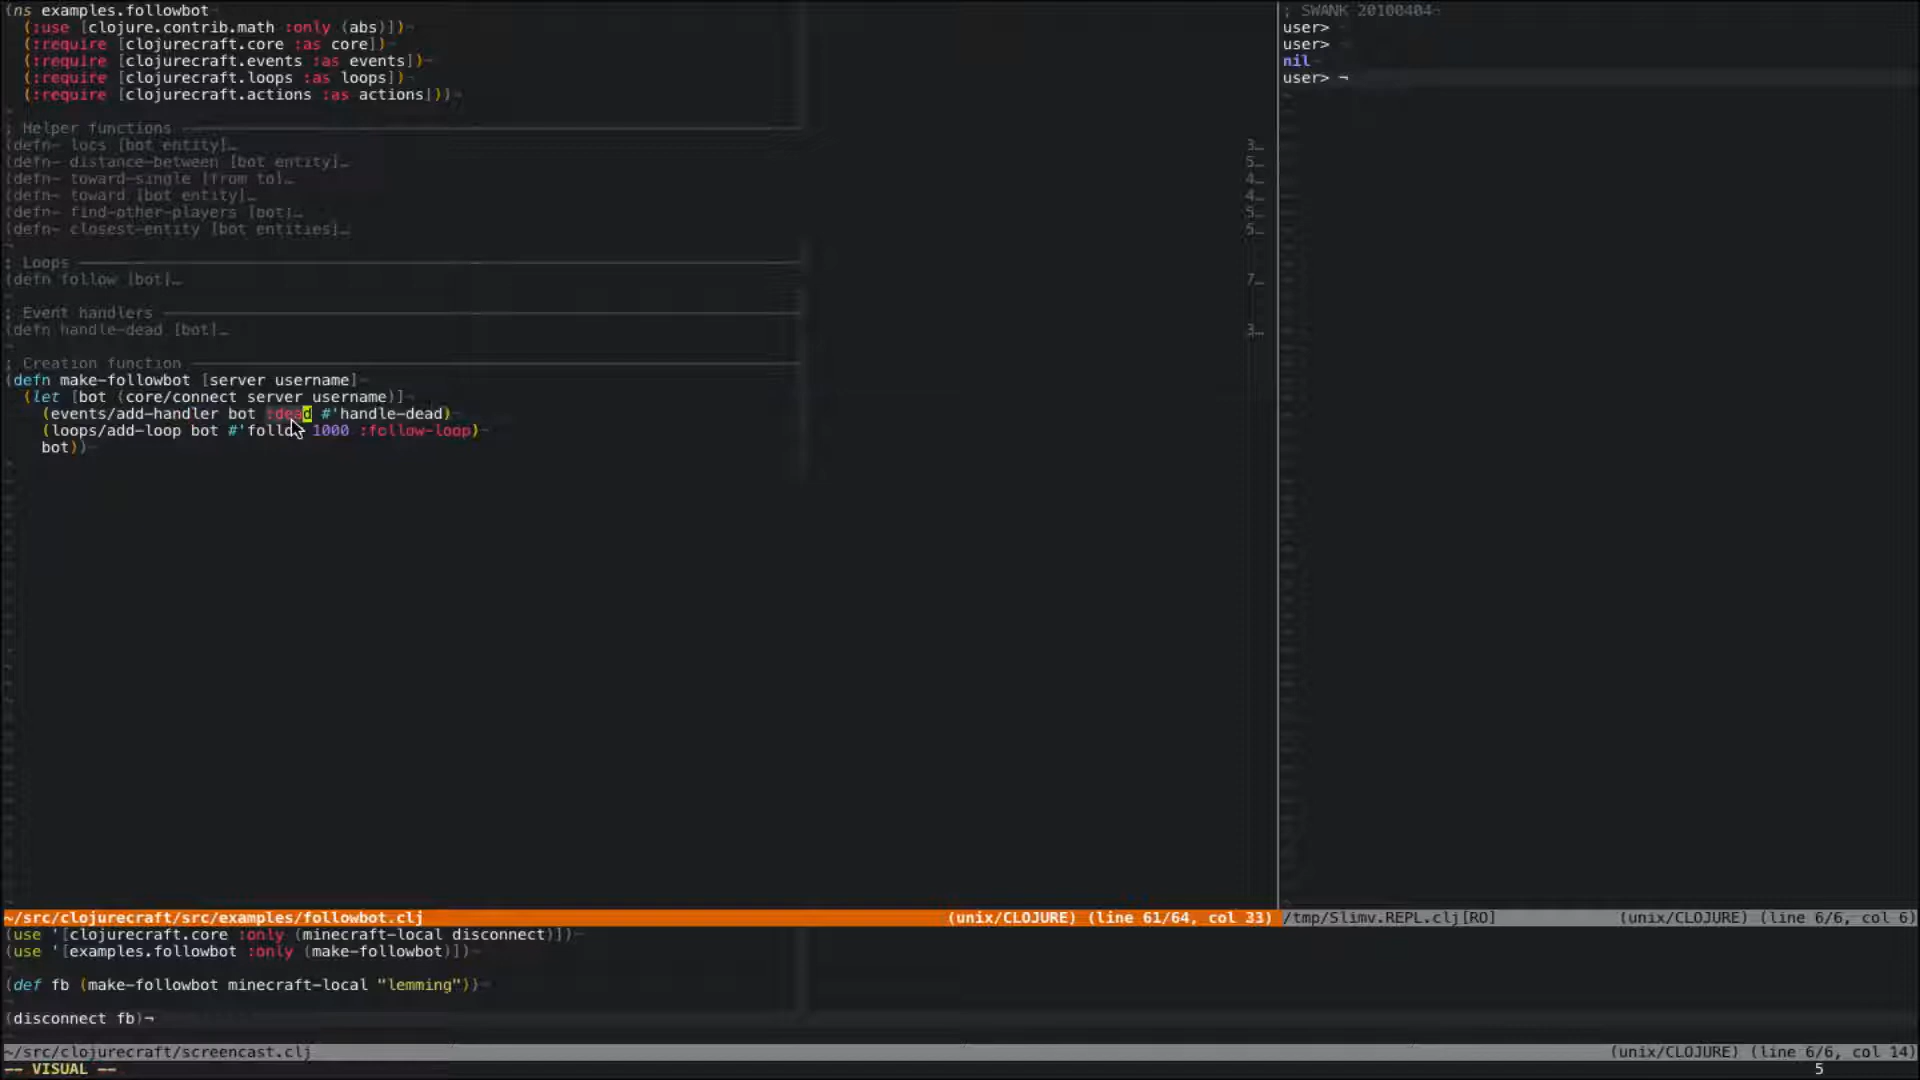 (ns examples.followbot
(:use [clojure.contrib.math :only (abs)])
(:require [clojurecraft.core :as core])
(:require [clojurecraft.events :as events])
(:require [clojurecraft.loops :as loops])
(:require [clojurecraft.actions :as actions]))
; Helper functions
(defn- locs [bot entity]… 3…
(defn- distance-between [bot entity]… 5…
(defn- toward-single [from to]… 4…
(defn- toward [bot entity]… 4…
(defn- find-other-players [bot]… 5…
(defn- closest-entity [bot entities]… 5…
; Loops
(defn follow [bot]… 7…
; Event handlers
(defn handle-dead [bot]… 3…
; Creation function
(defn make-followbot [server username]
(let [bot (core/connect server username)]
(events/add-handler bot :dead #'handle-dead)
(loops/add-loop bot #'follow 1000 :follow-loop)
bot))
~/src/clojurecraft/src/examples/followbot.clj (unix/CLOJURE) (line 61/64, col 33)
; SWANK 20100404
user>
user>
nil
user> ¬
/tmp/Slimv.REPL.clj[RO] (unix/CLOJURE) (line 6/6, col 6)
(use '[clojurecraft.core :only (minecraft-local disconnect)])
(use '[examples.followbot :only (make-followbot)])
(def fb (make-followbot minecraft-local "lemming"))
(disconnect fb)¬
~/src/clojurecraft/screencast.clj (unix/CLOJURE) (line 6/6, col 14)
-- VISUAL -- 5